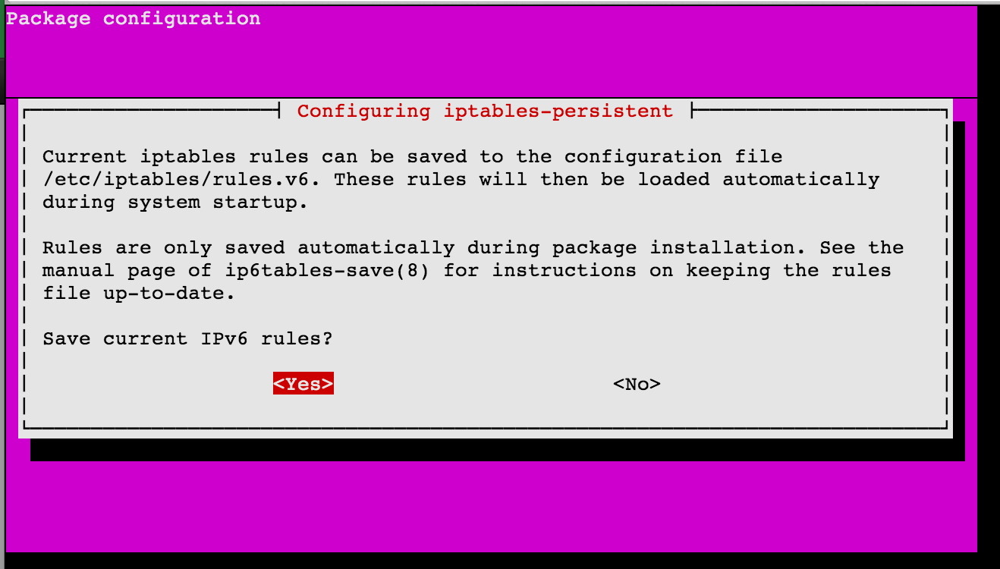 Package configuration
Configuring iptables-persistent
Current iptables rules can be saved to the configuration file
/etc/iptables/rules.v6. These rules will then be loaded automatically
during system startup.
Rules are only saved automatically during package installation. See the
manual page of ip6tables-save(8) for instructions on keeping the rules
file up-to-date.
Save current IPv6 rules?
<Yes> <No>